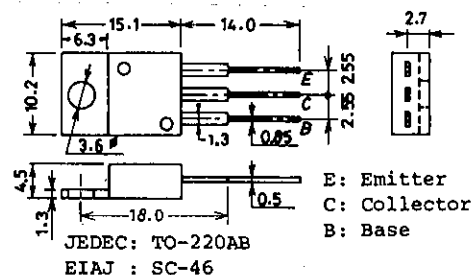 15.1
14.0
6.3
2.7
10.2
E
C
B
2.55
2.55
3.6
1.3
0.85
4.5
1.3
18.0
0.5
E: Emitter
C: Collector
B: Base
JEDEC: TO-220AB
EIAJ : SC-46